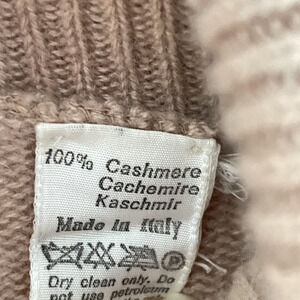 100% Cashmere
Cachemire
Kaschmir
Made in Italy
P
Dry clean only. Do
not use petroleum